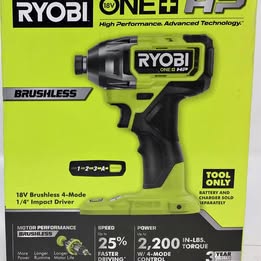 RYOBI 18V ONE+ HP
High Performance. Advanced Technology.
BRUSHLESS
RYOBI
ONE+ HP
1-2-3-A
18V Brushless 4-Mode
1/4" Impact Driver
TOOL
ONLY
BATTERY AND
CHARGER SOLD
SEPARATELY
MOTOR PERFORMANCE
BRUSHLESS
More Power
Longer Runtime
Longer Motor Life
SPEED
Up to
25%
FASTER
DRIVING
POWER
Up to
2,200 IN-LBS.
TORQUE
W/ 4-MODE
CONTROL
3 YEAR